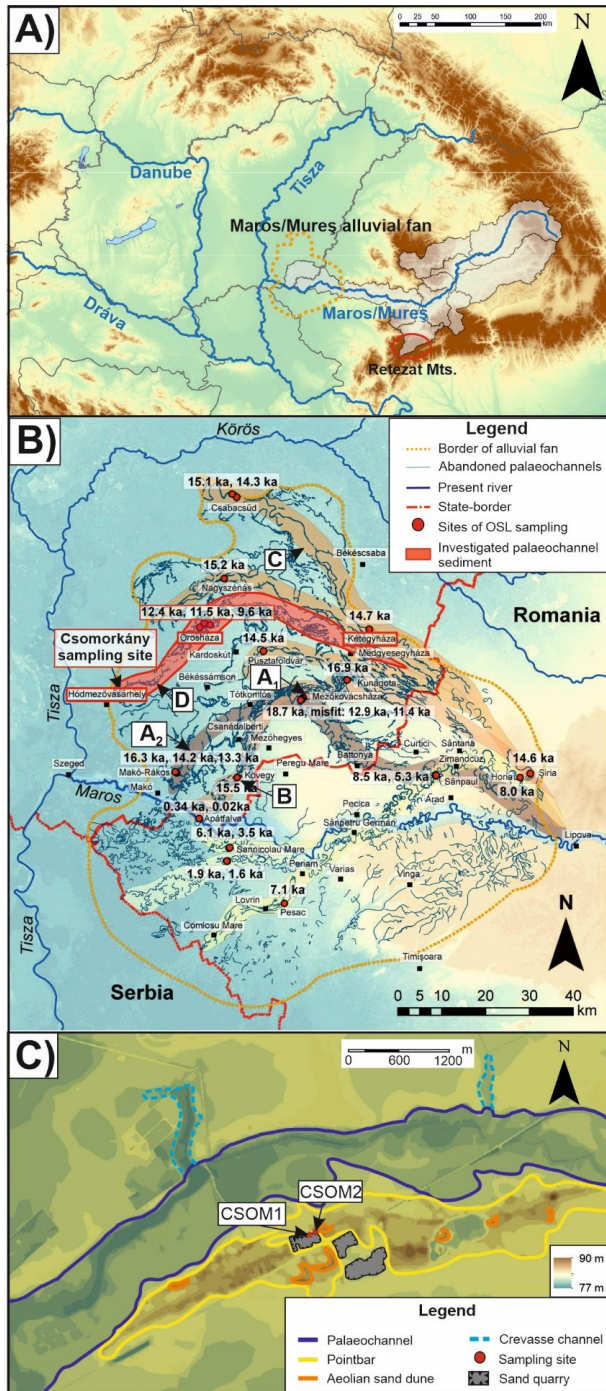 A)
0 25 50 100 150 200
km
N
Danube
Tisza
Maros/Mureş alluvial fan
Maros/Mureş
Dráva
Retezat Mts.
B)
Körös
Legend
Border of alluvial fan
Abandoned palaeochannels
Present river
State-border
Sites of OSL sampling
Investigated palaeochannel
sediment
15.1 ka, 14.3 ka
Csabacsűd
C
Békéscsaba
15.2 ka
Nagyszénás
Romania
12.4 ka, 11.5 ka, 9.6 ka
14.7 ka
Orosháza
Kétegyháza
Csomorkány
sampling site
14.5 ka
Kardoskút
Pusztaföldvár
Medgyesegyháza
A1
16.9 ka
Hódmezővásárhely
Békéssámson
Kunágota
D
Tótkomlós
Mezőkovácsháza
Tisza
A2
Csanádalberti
18.7 ka, misfit: 12.9 ka, 11.4 ka
Mezőhegyes
16.3 ka, 14.2 ka, 13.3 ka
Battonya
Curtici
Sântana
Zimandcuz
14.6 ka
Szeged
Makó-Rákos
Kövegy
Peregu Mare
8.5 ka, 5.3 ka
Sânpaul
Horia
Şiria
Maros
Makó
15.5 ka
B
8.0 ka
0.34 ka, 0.02ka
Apátfalva
Pecica
Arad
6.1 ka, 3.5 ka
Sânpetru German
Lipova
Sannicolau Mare
Periam
1.9 ka, 1.6 ka
Varias
Vinga
7.1 ka
Lovrin
Pesac
N
Tisza
Comlosu Mare
Timişoara
Serbia
0 5 10 20 30 40
km
C)
0 600 1200
m
N
CSOM2
CSOM1
90 m
77 m
Legend
Palaeochannel
Crevasse channel
Pointbar
Sampling site
Aeolian sand dune
Sand quarry